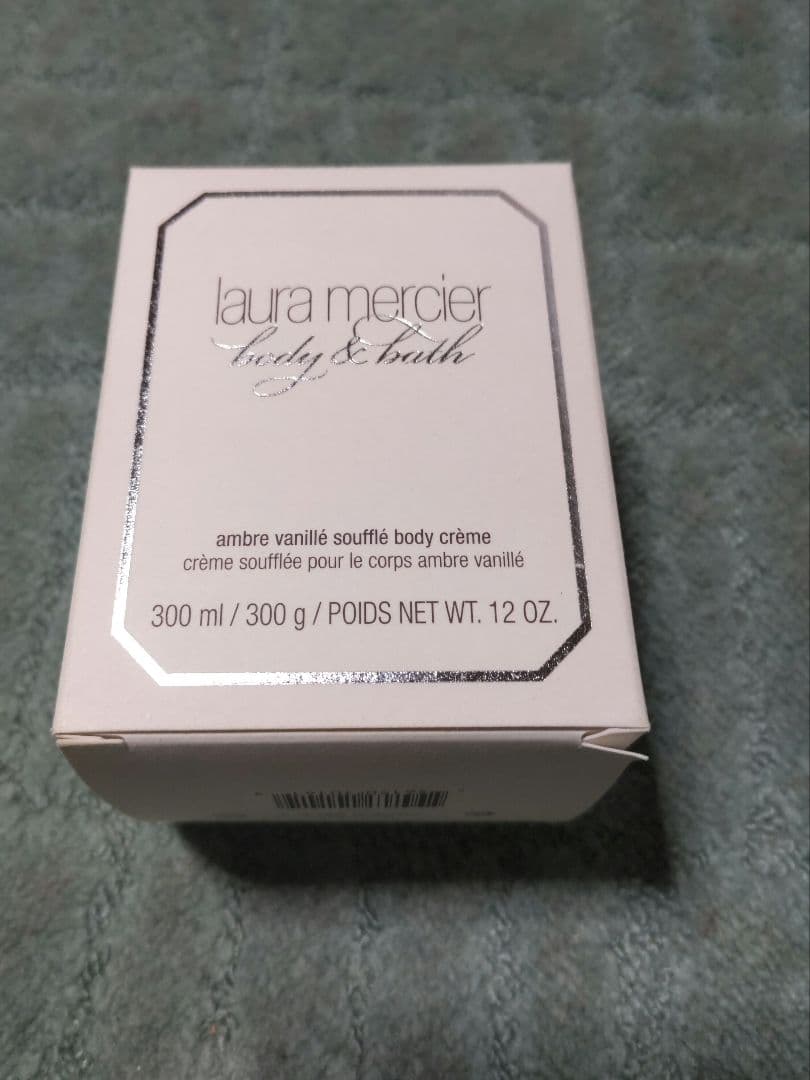 laura mercier
body & bath
ambre vanillé soufflé body crème
crème soufflée pour le corps ambre vanillé
300 ml / 300 g / POIDS NET WT. 12 OZ.